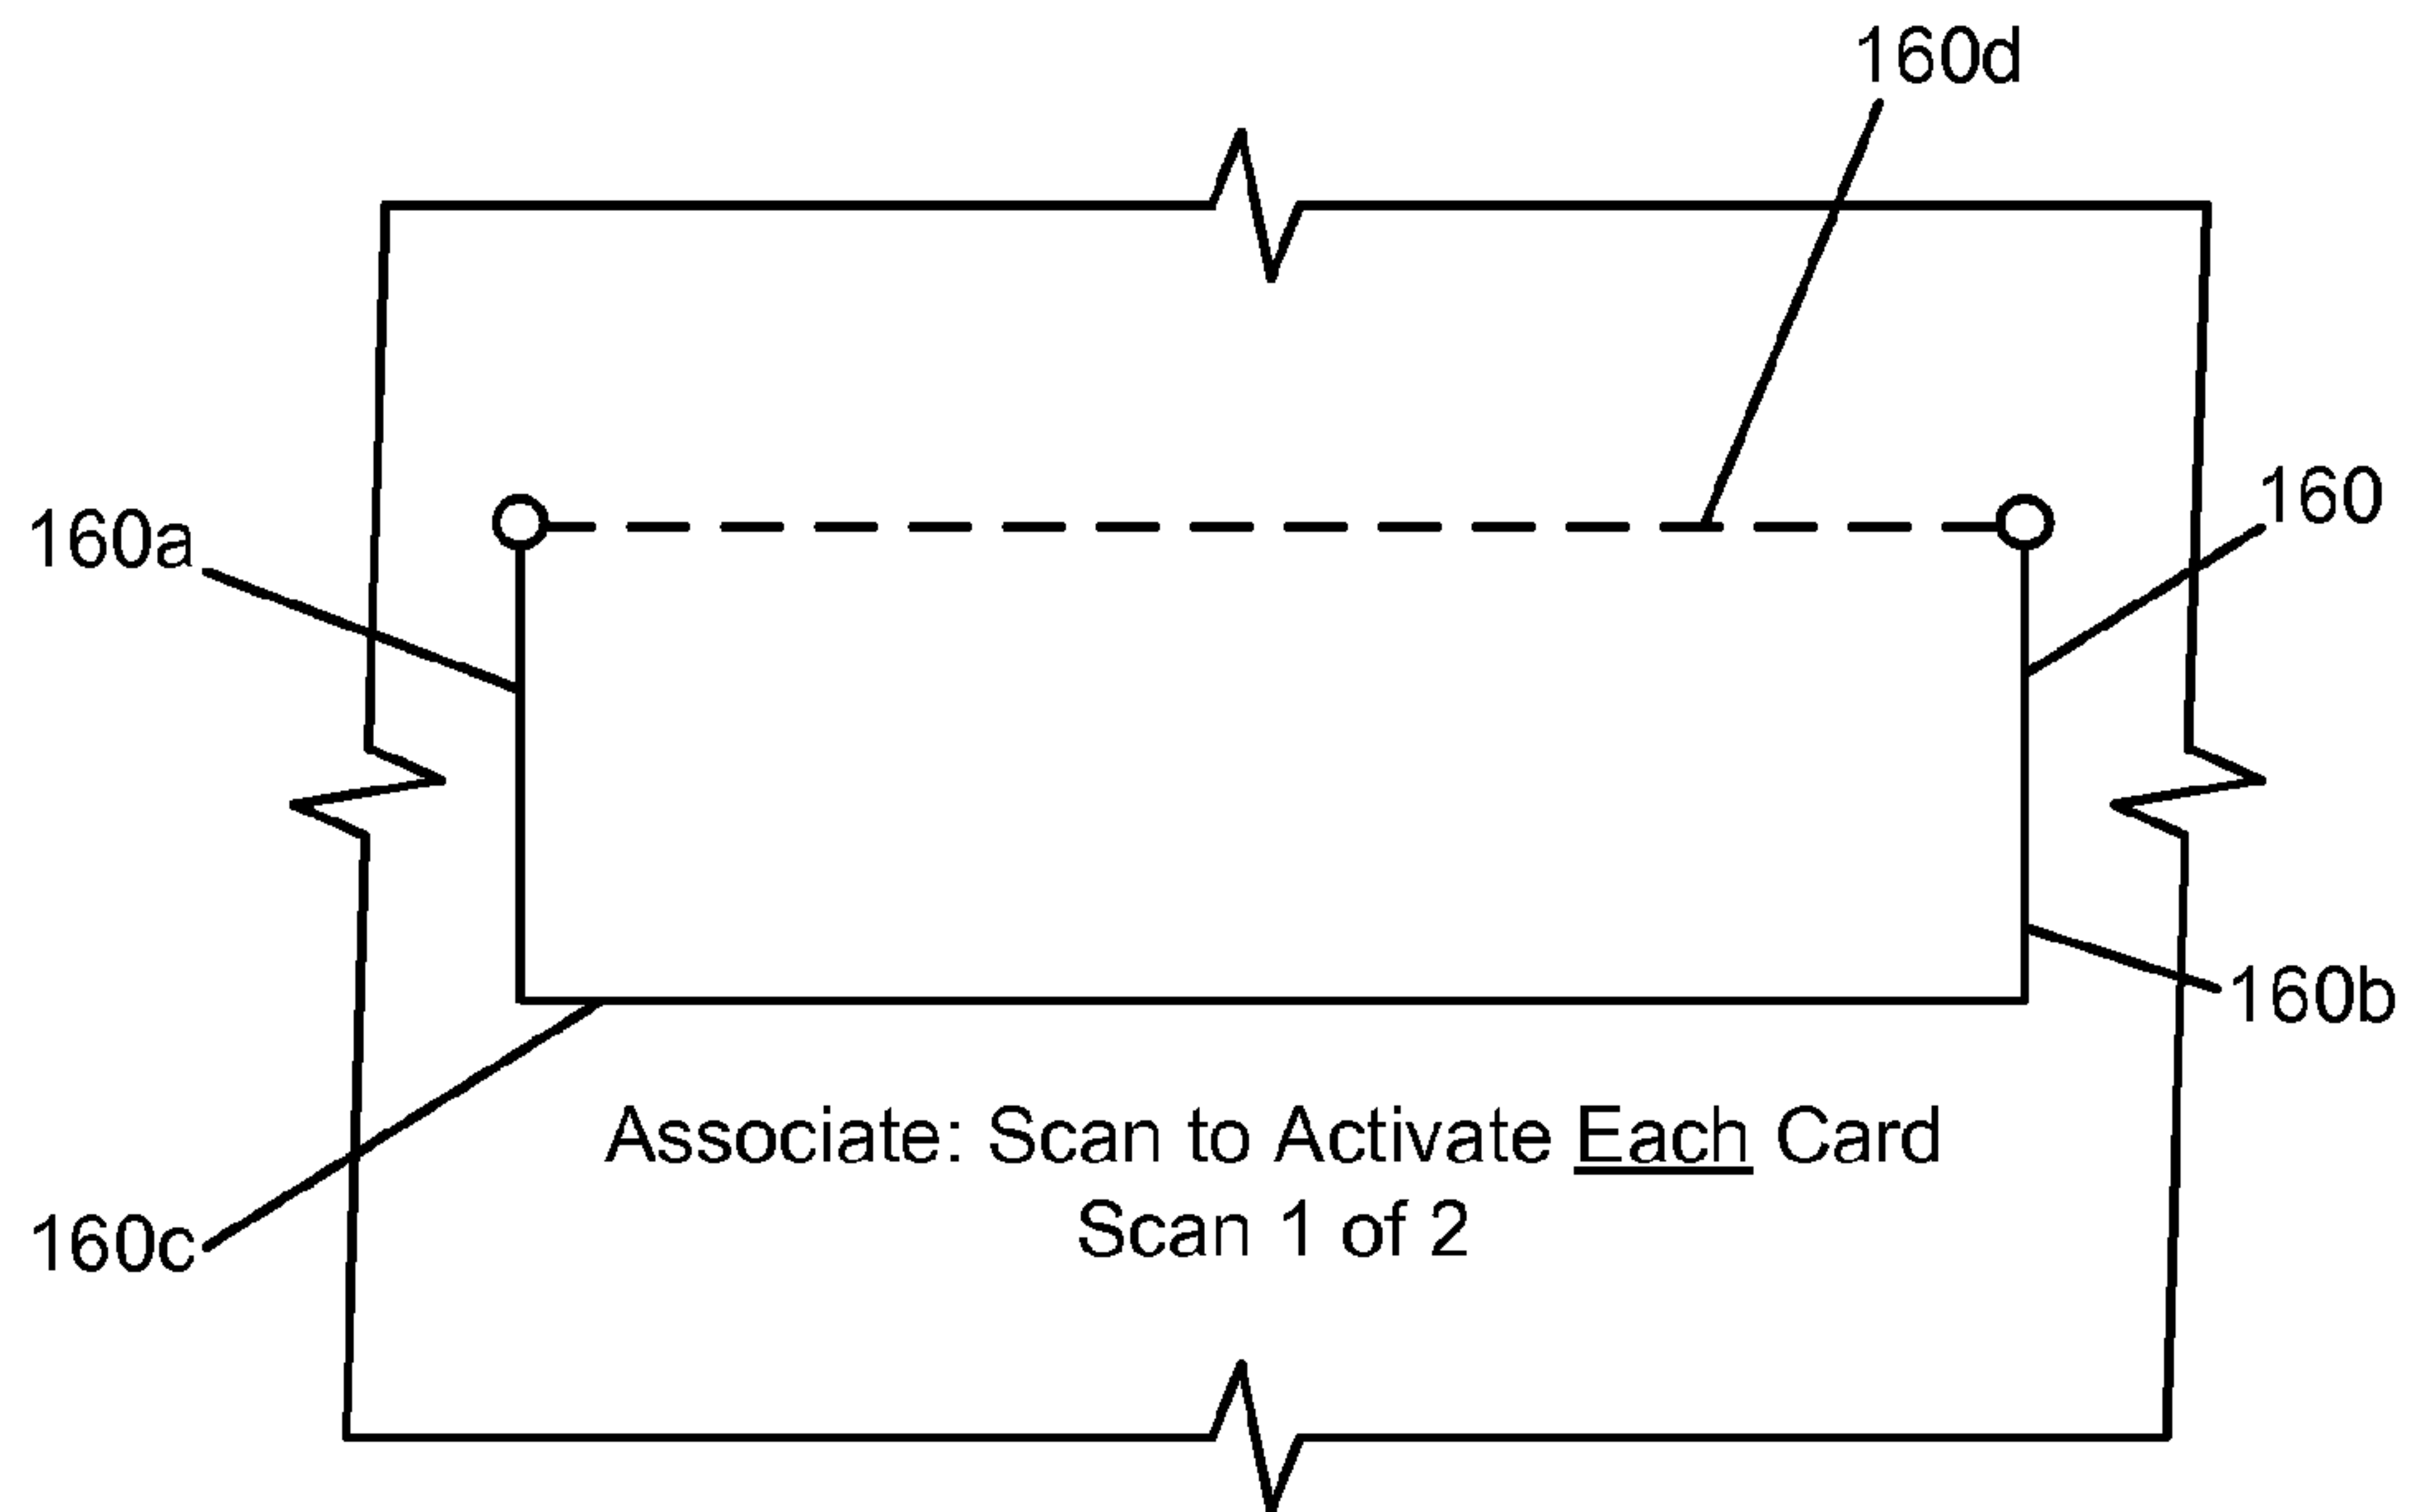 160d
160
160a
160b
Associate: Scan to Activate Each Card
Scan 1 of 2
160c